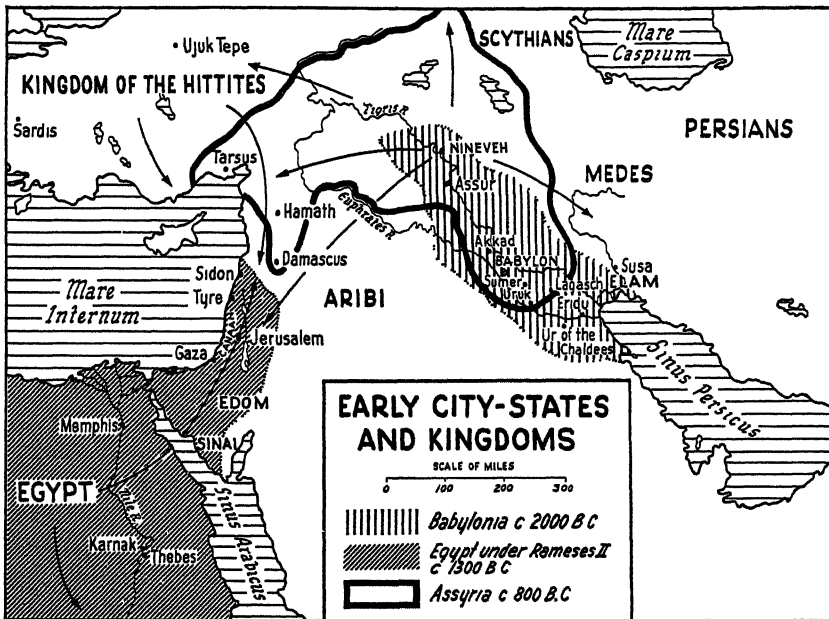 Ujuk Tepe
SCYTHIANS
Mare
Caspium
KINGDOM OF THE HITTITES
Sardis
Tigris R.
PERSIANS
NINEVEH
Tarsus
MEDES
Assur
Hamath
Euphrates R.
Akkad
BABYLON
Damascus
Sidon
Susa
Lagasch
ELAM
Sumer
Uruk
Eridu
Mare
Internum
Tyre
ARIBI
CANAAN
Jerusalem
Ur of the
Chaldees
Gaza
Sinus Persicus
EDOM
Memphis
SINAI
EGYPT
Nile R.
Sinus Arabicus
Karnak
Thebes
EARLY CITY-STATES
AND KINGDOMS
SCALE OF MILES
0 100 200 300
Babylonia c 2000 B C
Egypt under Rameses II
c 1300 B C
Assyria c 800 B.C